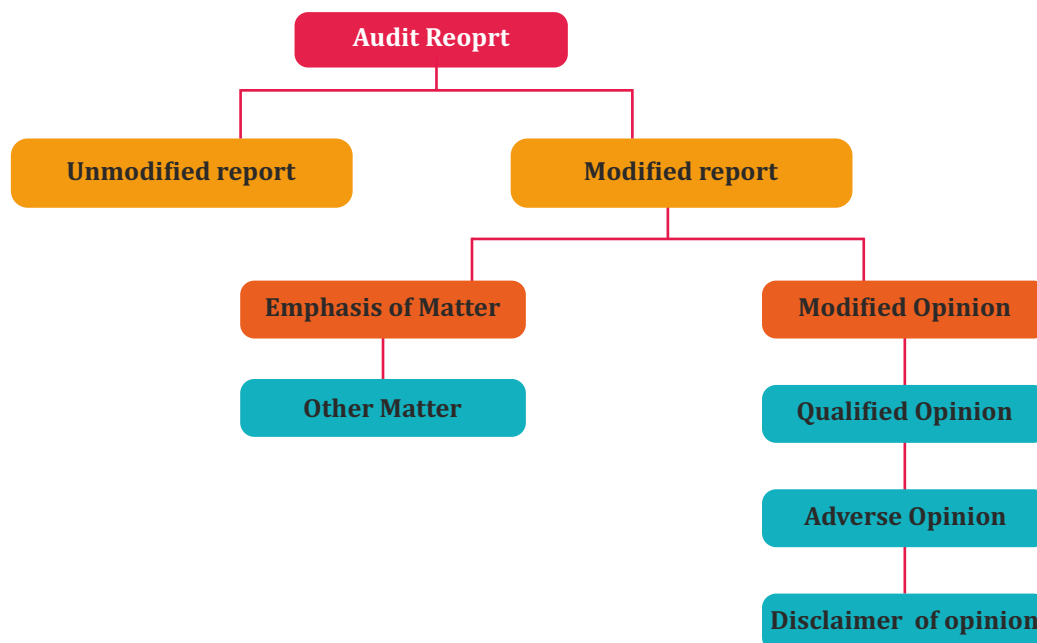 Audit Reoprt
Unmodified report
Modified report
Emphasis of Matter
Modified Opinion
Other Matter
Qualified Opinion
Adverse Opinion
Disclaimer of opinion